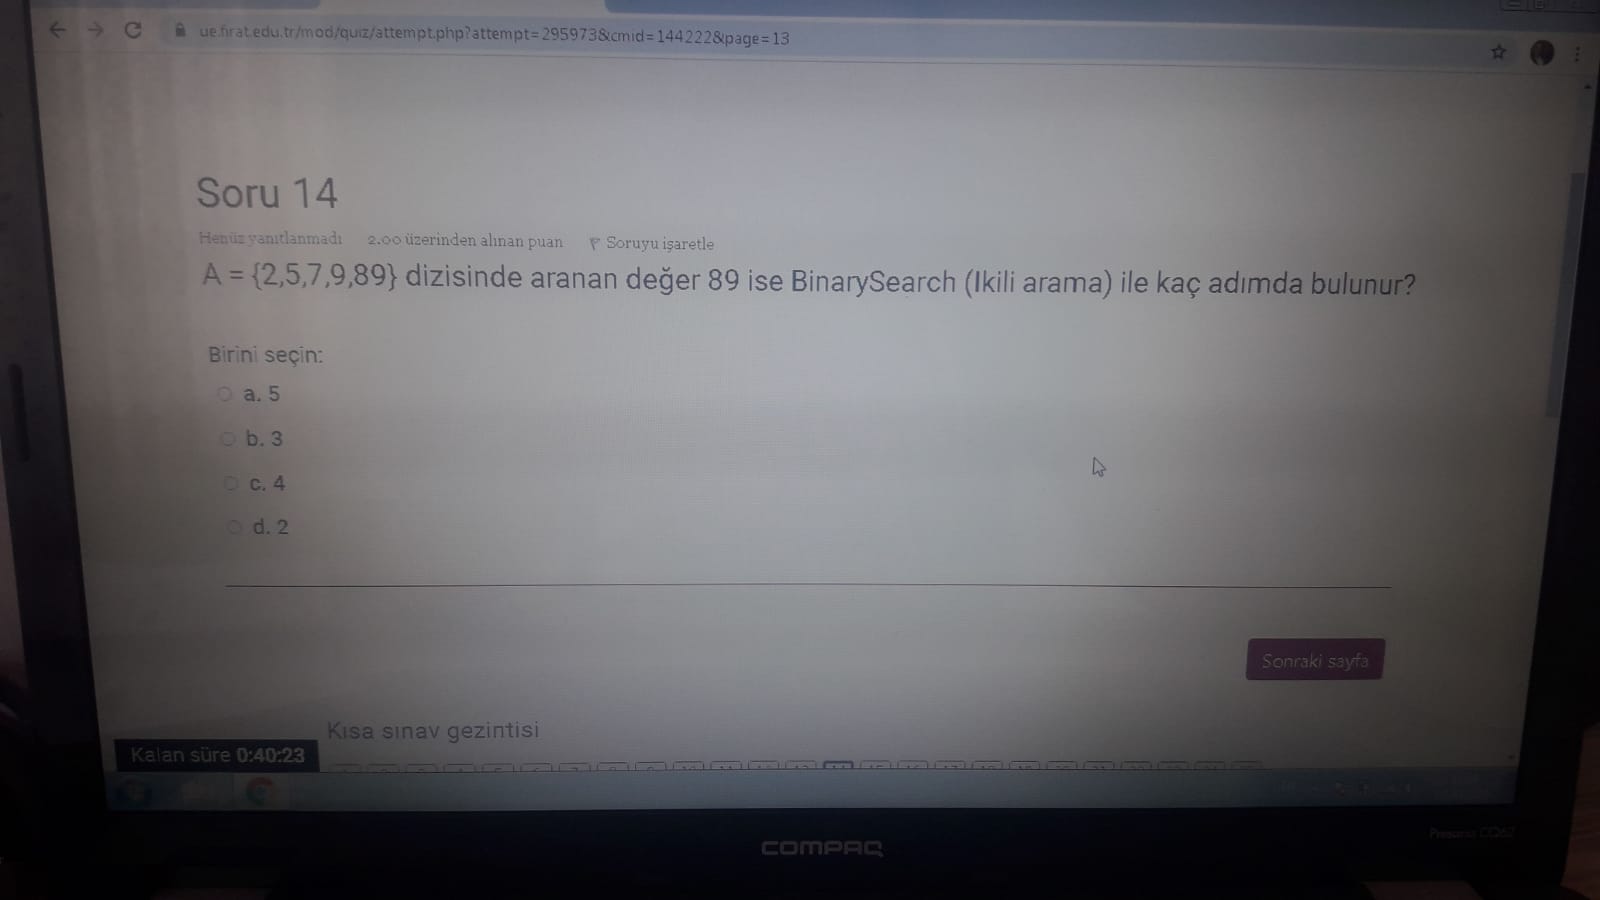 ue.firat.edu.tr/mod/quiz/attempt.php?attempt=295973&cmid=144222&page=13
Soru 14
Henüz yanıtlanmadı 2.00 üzerinden alınan puan Soruyu işaretle
A = {2,5,7,9,89} dizisinde aranan değer 89 ise BinarySearch (Ikili arama) ile kaç adımda bulunur?
Birini seçin:
a. 5
b. 3
c. 4
d. 2
Sonraki sayfa
Kısa sınav gezintisi
Kalan süre 0:40:23
COMPAQ
Presario CQ62